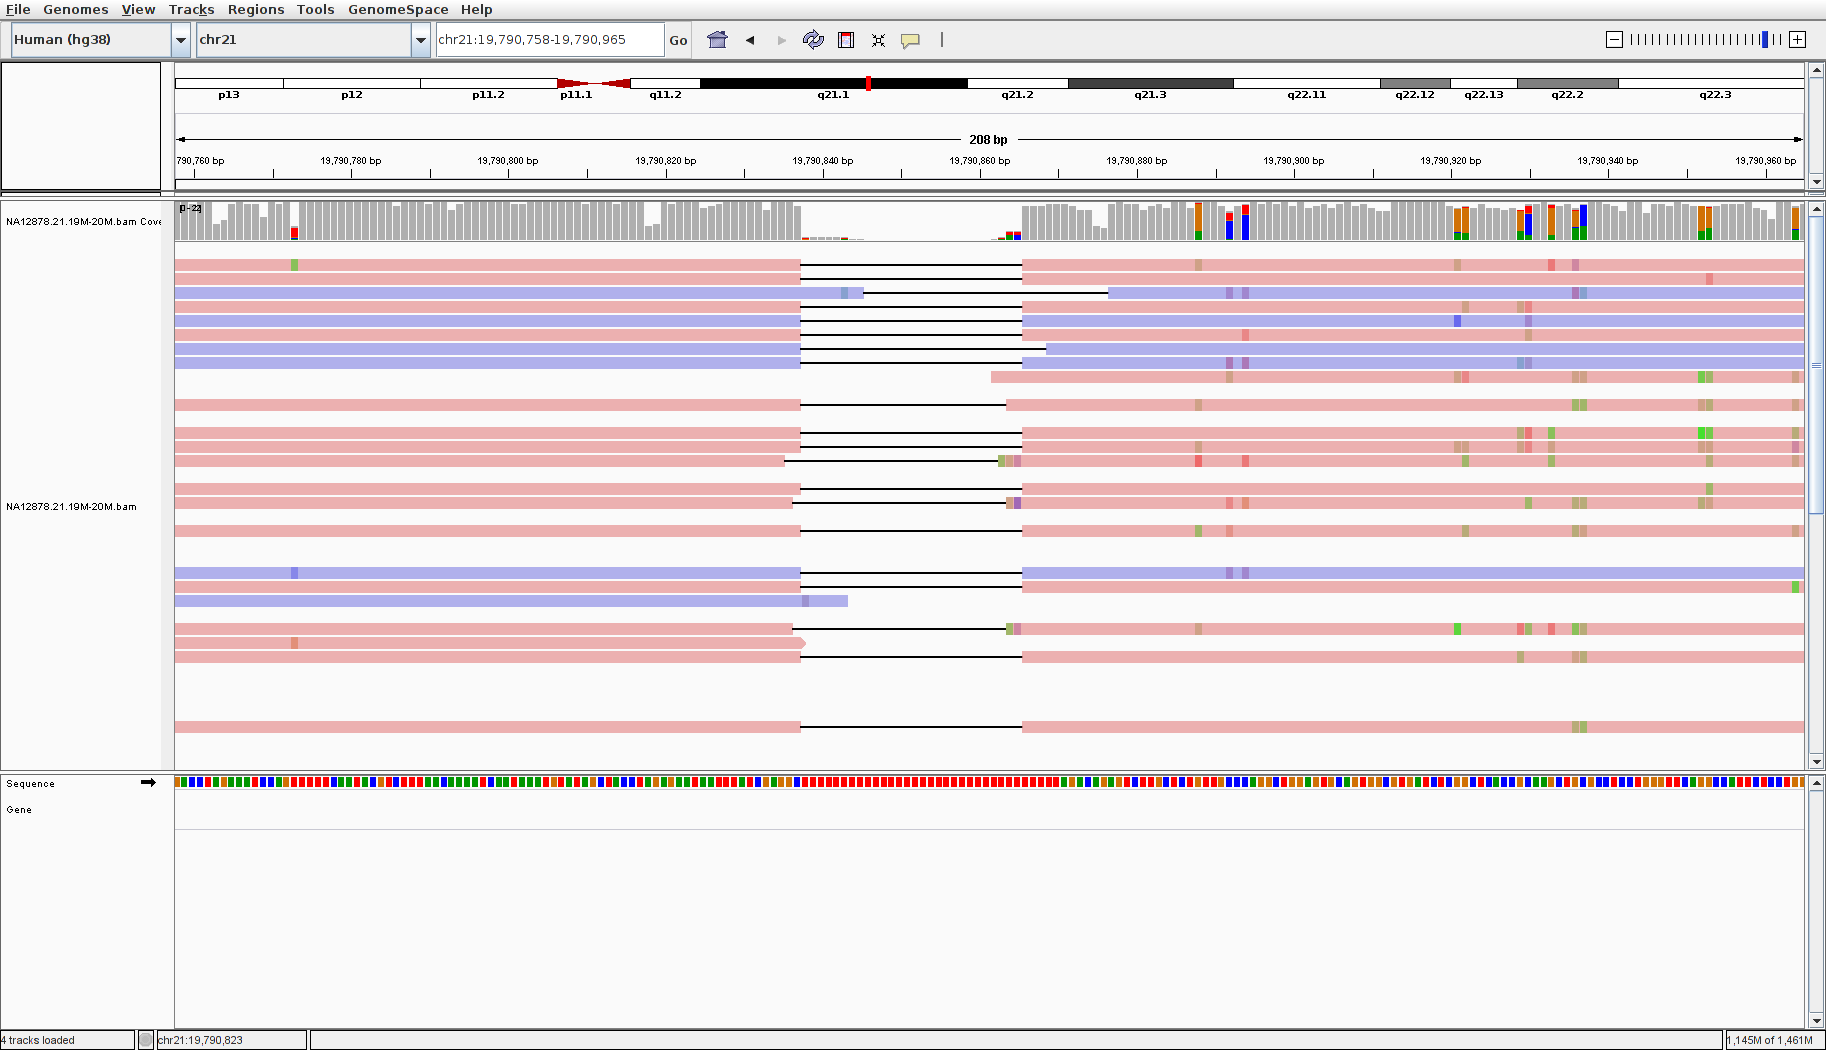 File Genomes View Tracks Regions Tools GenomeSpace Help
Human (hg38) chr21 chr21:19,790,758-19,790,965 Go
p13 p12 p11.2 p11.1 q11.2 q21.1 q21.2 q21.3 q22.11 q22.12 q22.13 q22.2 q22.3
208 bp
790,760 bp 19,790,780 bp 19,790,800 bp 19,790,820 bp 19,790,840 bp 19,790,860 bp 19,790,880 bp 19,790,900 bp 19,790,920 bp 19,790,940 bp 19,790,960 bp
NA12878.21.19M-20M.bam Cove
NA12878.21.19M-20M.bam
Sequence
Gene
4 tracks loaded chr21:19,790,823 1,145M of 1,461M